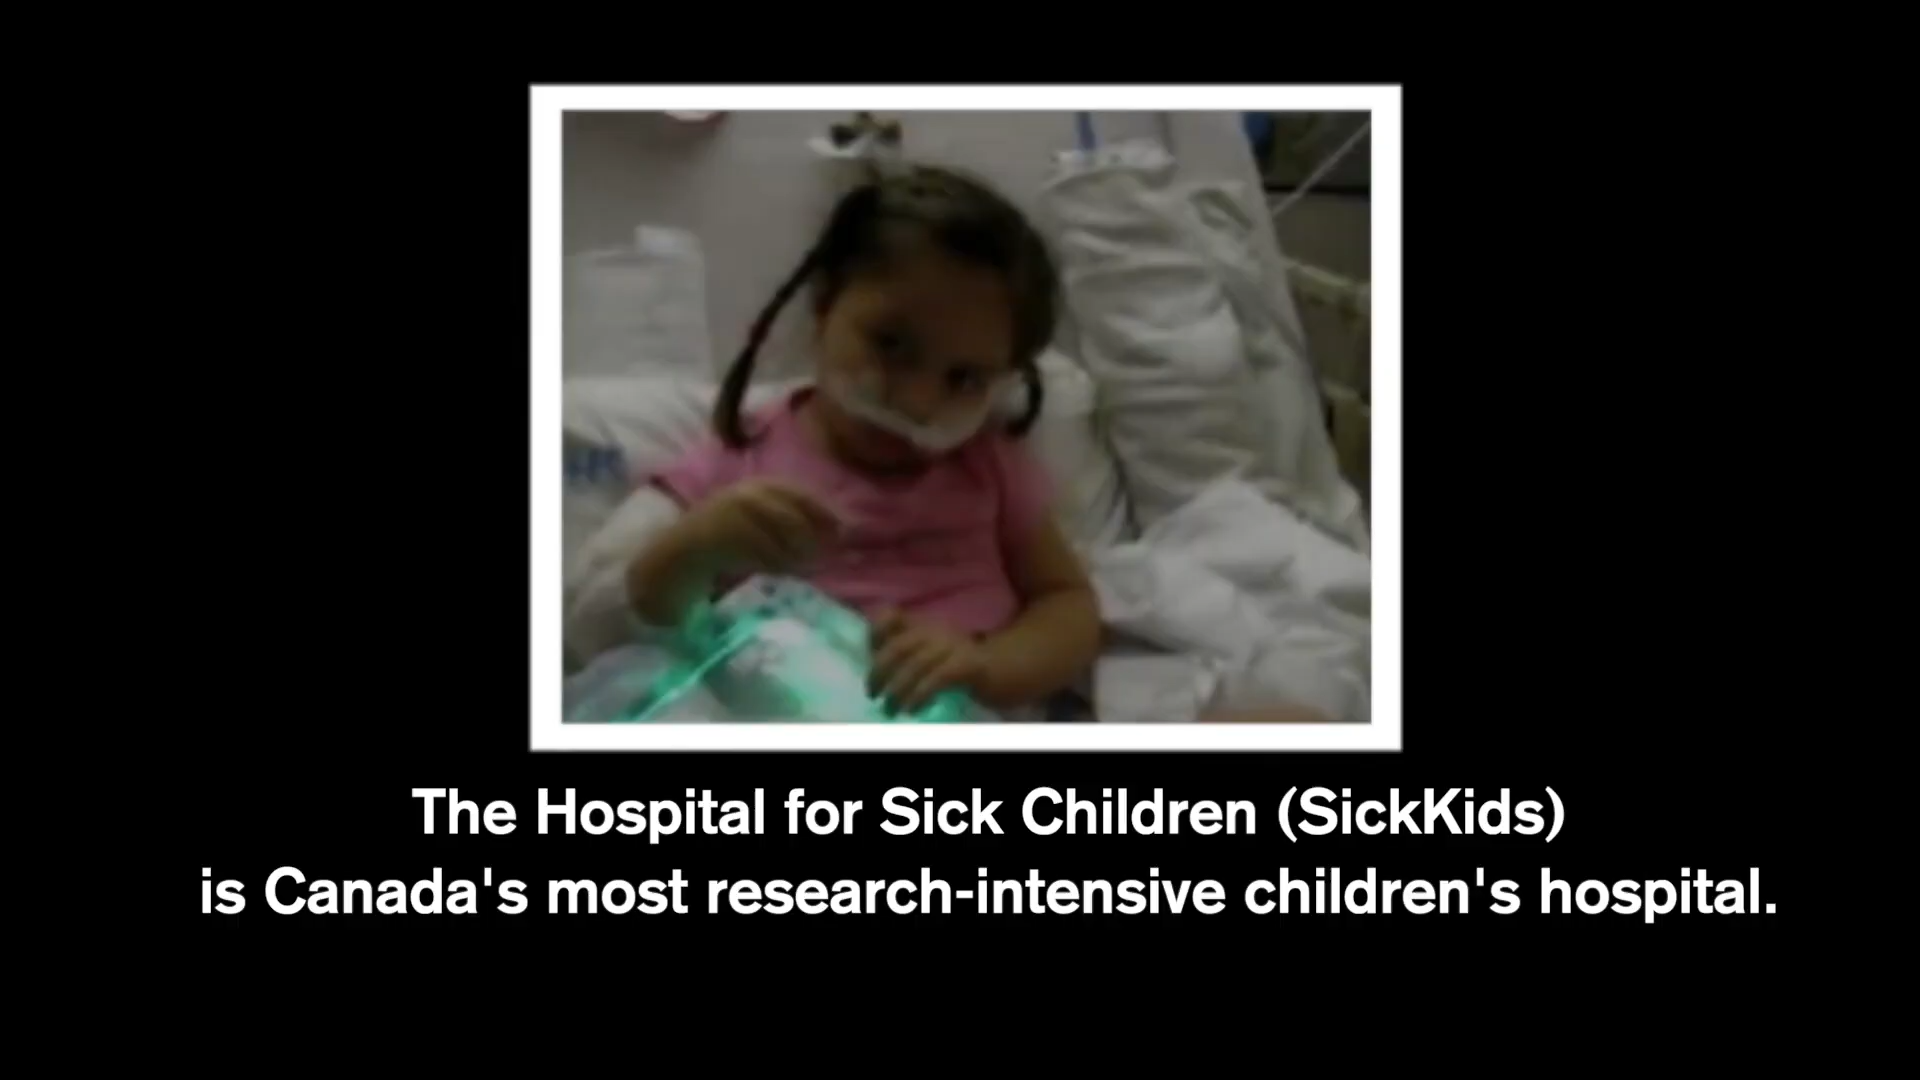 The Hospital for Sick Children (SickKids)
is Canada's most research-intensive children's hospital.